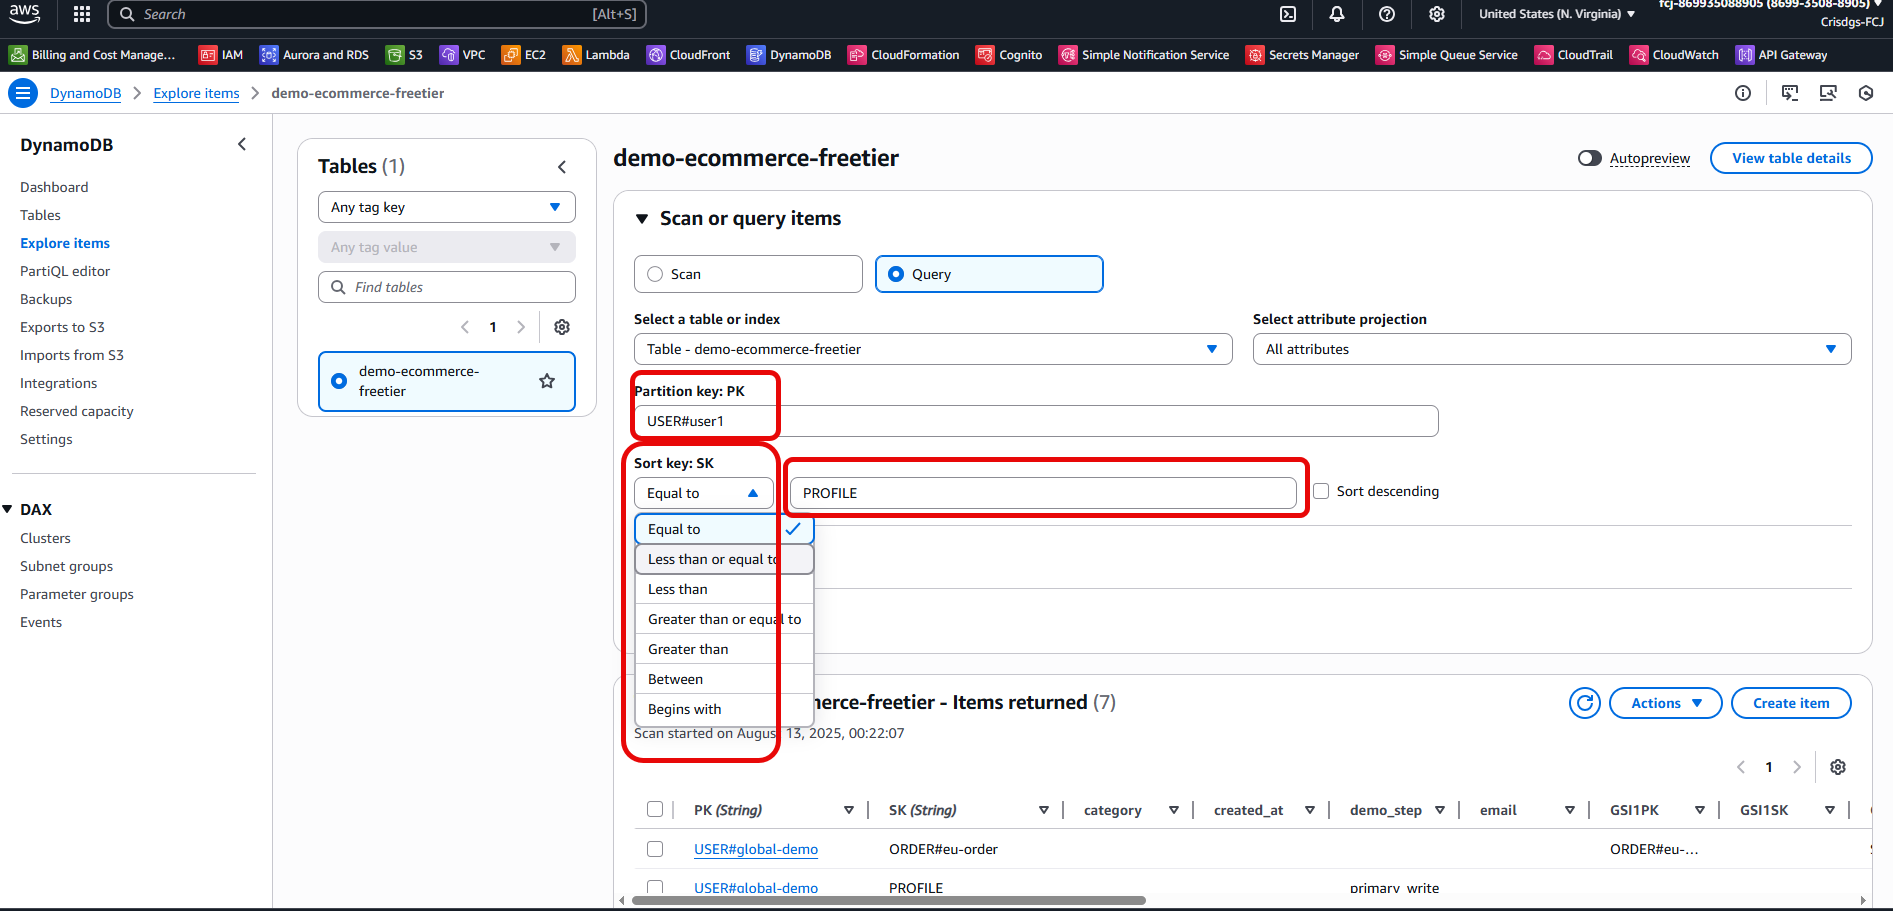 aws
Search
[Alt+S]
United States (N. Virginia)
fcj-869935088905 (8699-3508-8905)
Crisdgs-FCJ
Billing and Cost Manage...
IAM
Aurora and RDS
S3
VPC
EC2
Lambda
CloudFront
DynamoDB
CloudFormation
Cognito
Simple Notification Service
Secrets Manager
Simple Queue Service
CloudTrail
CloudWatch
API Gateway
DynamoDB
Explore items
demo-ecommerce-freetier
DynamoDB
Dashboard
Tables
Explore items
PartiQL editor
Backups
Exports to S3
Imports from S3
Integrations
Reserved capacity
Settings
DAX
Clusters
Subnet groups
Parameter groups
Events
Tables (1)
Any tag key
Any tag value
Find tables
1
demo-ecommerce-
freetier
demo-ecommerce-freetier
Autopreview
View table details
Scan or query items
Scan
Query
Select a table or index
Table - demo-ecommerce-freetier
Select attribute projection
All attributes
Partition key: PK
USER#user1
Sort key: SK
Equal to
PROFILE
Sort descending
Equal to
Less than or equal to
Less than
Greater than or equal to
Greater than
Between
Begins with
merce-freetier - Items returned (7)
Scan started on August 13, 2025, 00:22:07
Actions
Create item
1
PK (String)
SK (String)
category
created_at
demo_step
email
GSI1PK
GSI1SK
USER#global-demo
ORDER#eu-order
ORDER#eu-...
USER#global-demo
PROFILE
primary_write